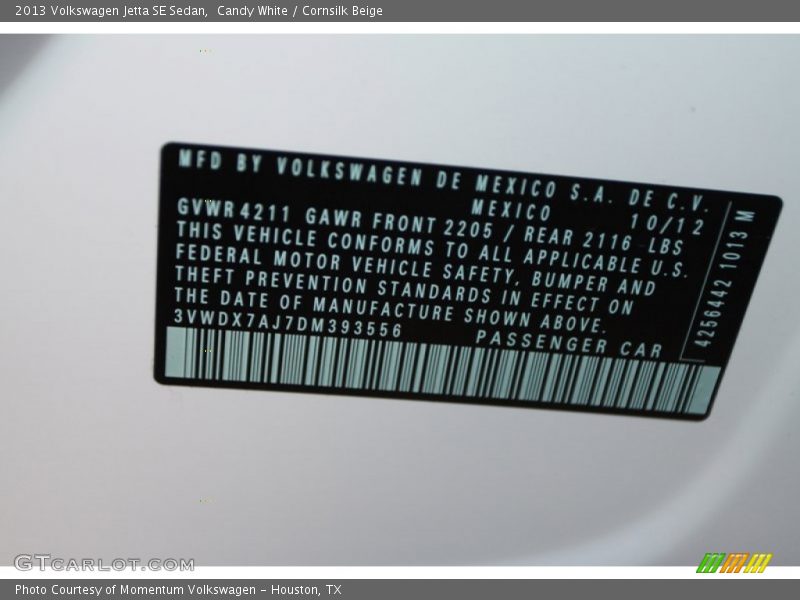 2013 Volkswagen Jetta SE Sedan,  Candy White / Cornsilk Beige
MFD BY VOLKSWAGEN DE MEXICO S.A. DE C.V.
MEXICO 10/12
GVWR 4211 GAWR FRONT 2205 / REAR 2116 LBS
THIS VEHICLE CONFORMS TO ALL APPLICABLE U.S.
FEDERAL MOTOR VEHICLE SAFETY, BUMPER AND
THEFT PREVENTION STANDARDS IN EFFECT ON
THE DATE OF MANUFACTURE SHOWN ABOVE.
3VWDX7AJ7DM393556 PASSENGER CAR
4256442 1013 M
GTCARLOT.COM
Photo Courtesy of Momentum Volkswagen - Houston, TX